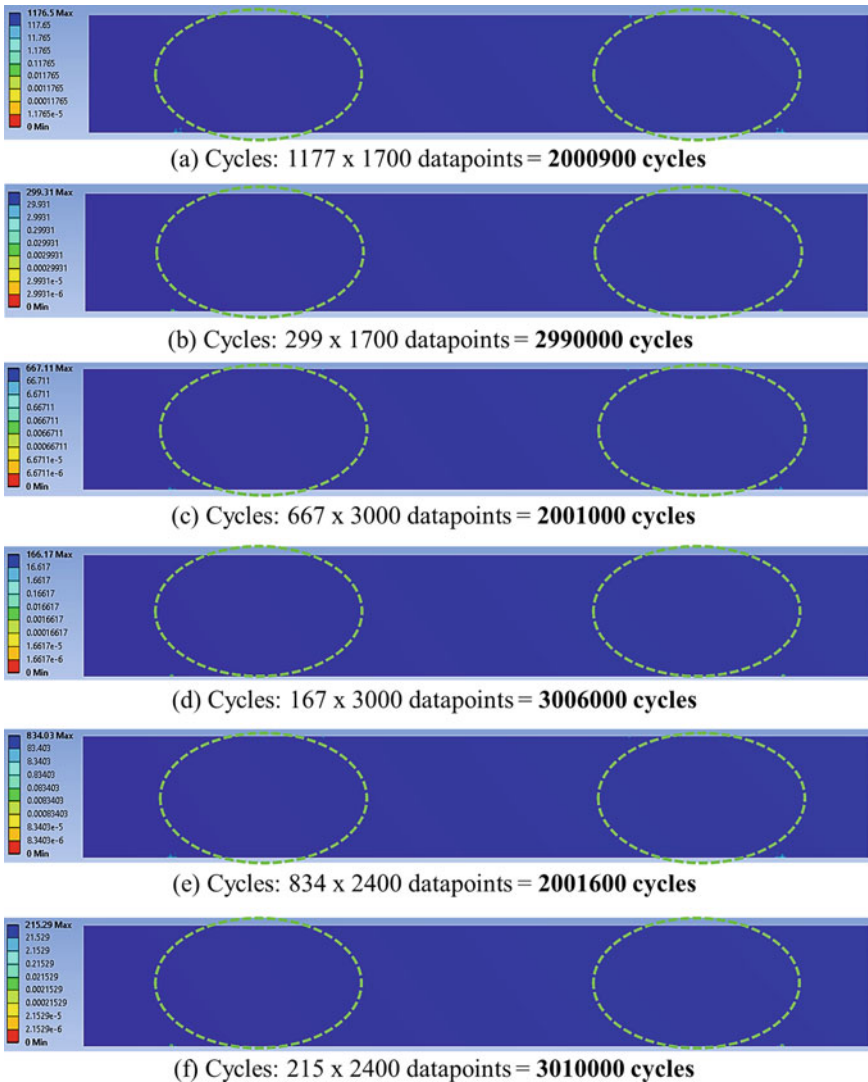 1176.5 Max
117.65
11.765
1.1765
0.11765
0.011765
0.0011765
0.00011765
1.1765e-5
0 Min
(a) Cycles: 1177 x 1700 datapoints = 2000900 cycles
299.31 Max
29.931
2.9931
0.29931
0.029931
0.0029931
0.00029931
2.9931e-5
2.9931e-6
0 Min
(b) Cycles: 299 x 1700 datapoints = 2990000 cycles
667.11 Max
66.711
6.6711
0.66711
0.066711
0.0066711
0.00066711
6.6711e-5
6.6711e-6
0 Min
(c) Cycles: 667 x 3000 datapoints = 2001000 cycles
166.17 Max
16.617
1.6617
0.16617
0.016617
0.0016617
0.00016617
1.6617e-5
1.6617e-6
0 Min
(d) Cycles: 167 x 3000 datapoints = 3006000 cycles
834.03 Max
83.403
8.3403
0.83403
0.083403
0.0083403
0.00083403
8.3403e-5
8.3403e-6
0 Min
(e) Cycles: 834 x 2400 datapoints = 2001600 cycles
215.29 Max
21.529
2.1529
0.21529
0.021529
0.0021529
0.00021529
2.1529e-5
2.1529e-6
0 Min
(f) Cycles: 215 x 2400 datapoints = 3010000 cycles